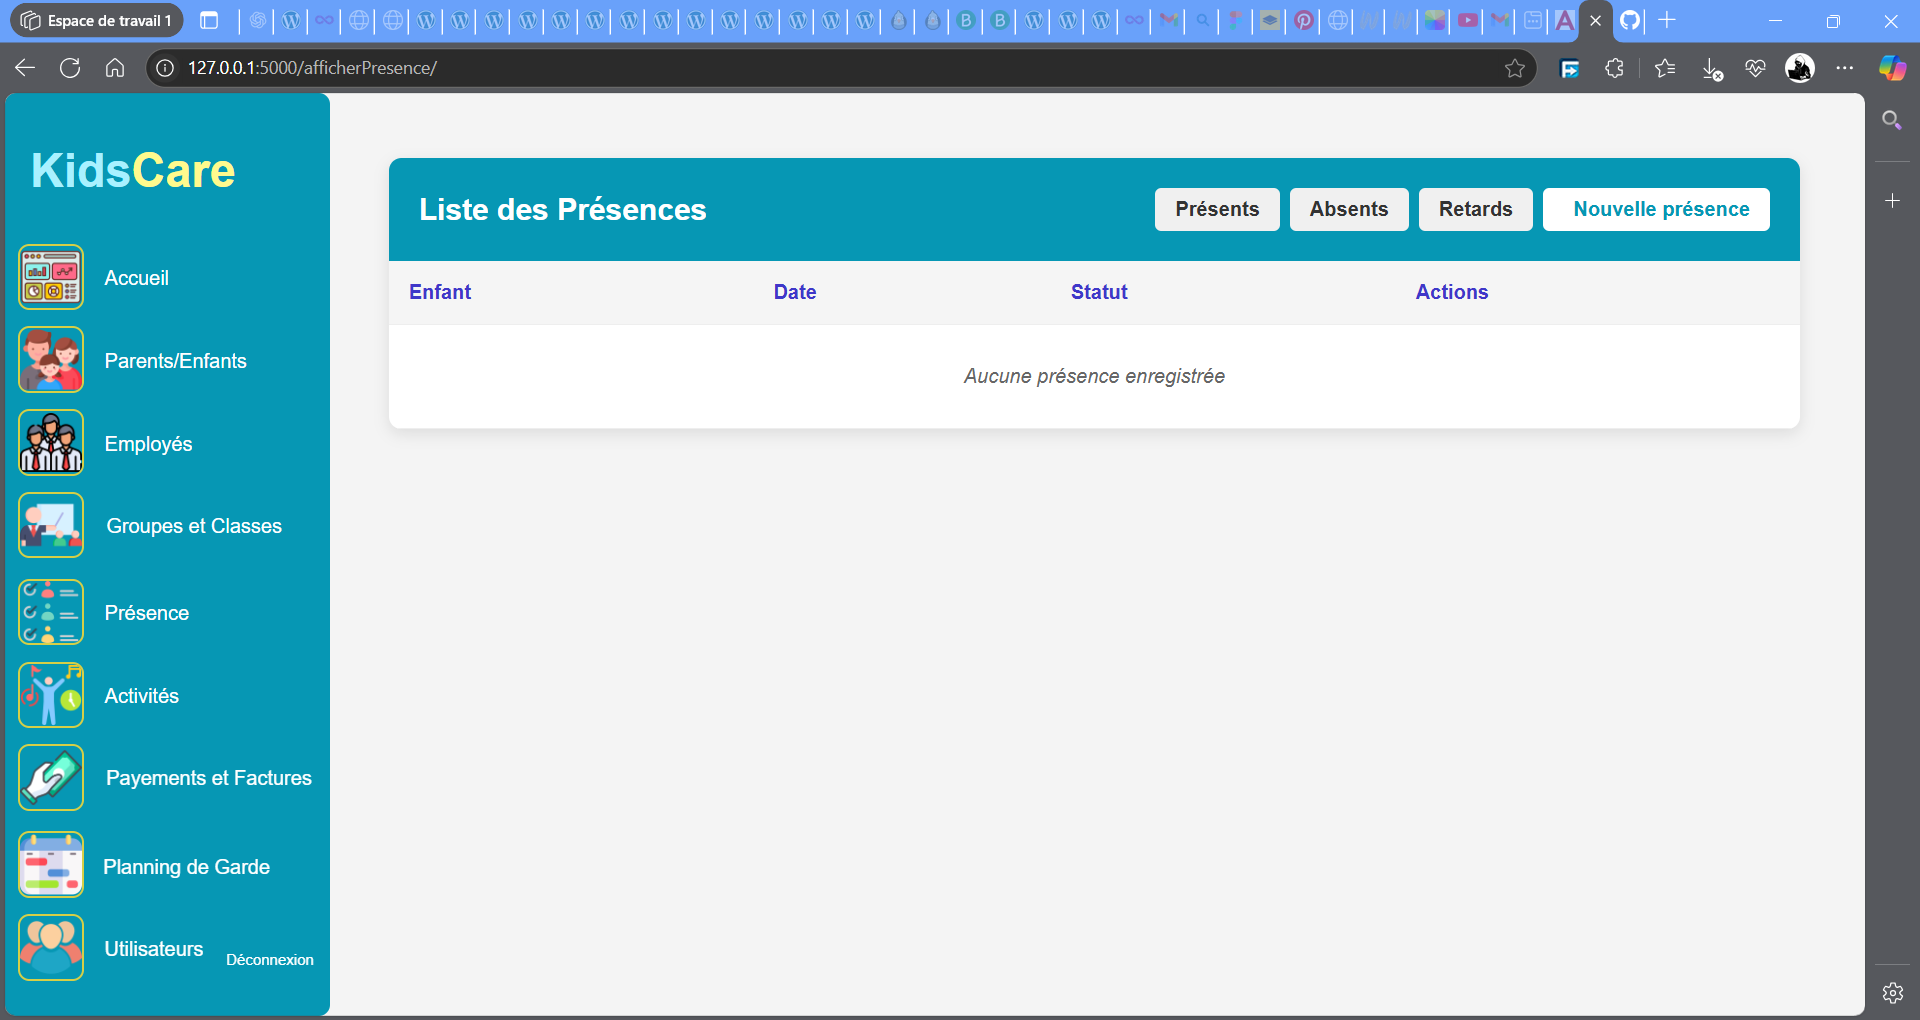 Espace de travail 1
127.0.0.1:5000/afficherPresence/
KidsCare
Accueil
Parents/Enfants
Employés
Groupes et Classes
Présence
Activités
Payements et Factures
Planning de Garde
Utilisateurs
Déconnexion
Liste des Présences
Présents Absents Retards Nouvelle présence
Enfant Date Statut Actions
Aucune présence enregistrée